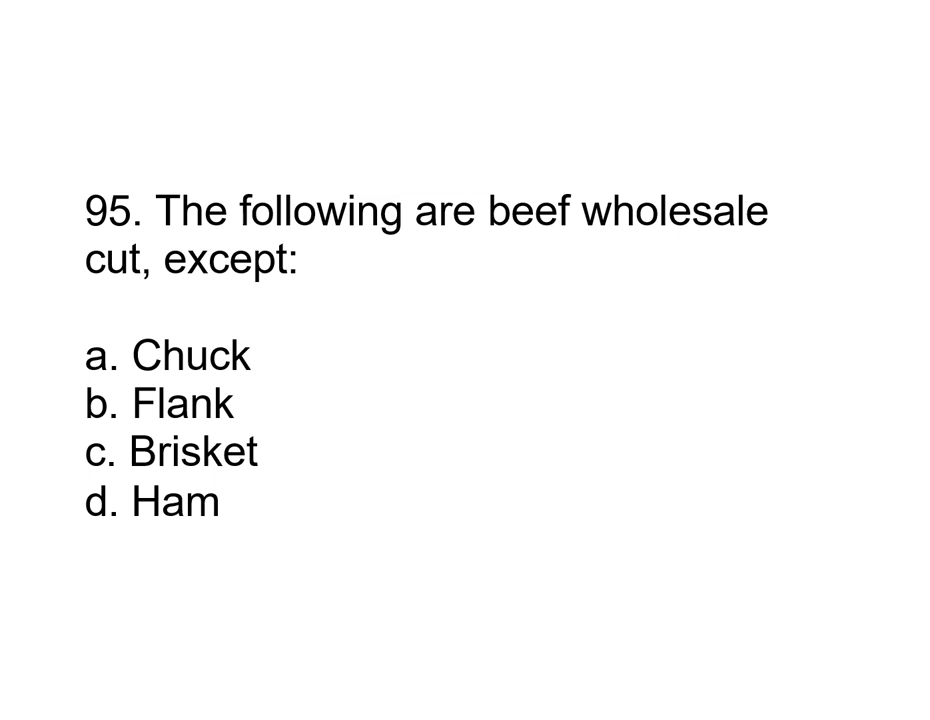 95. The following are beef wholesale
cut, except:
a. Chuck
b. Flank
c. Brisket
d. Ham